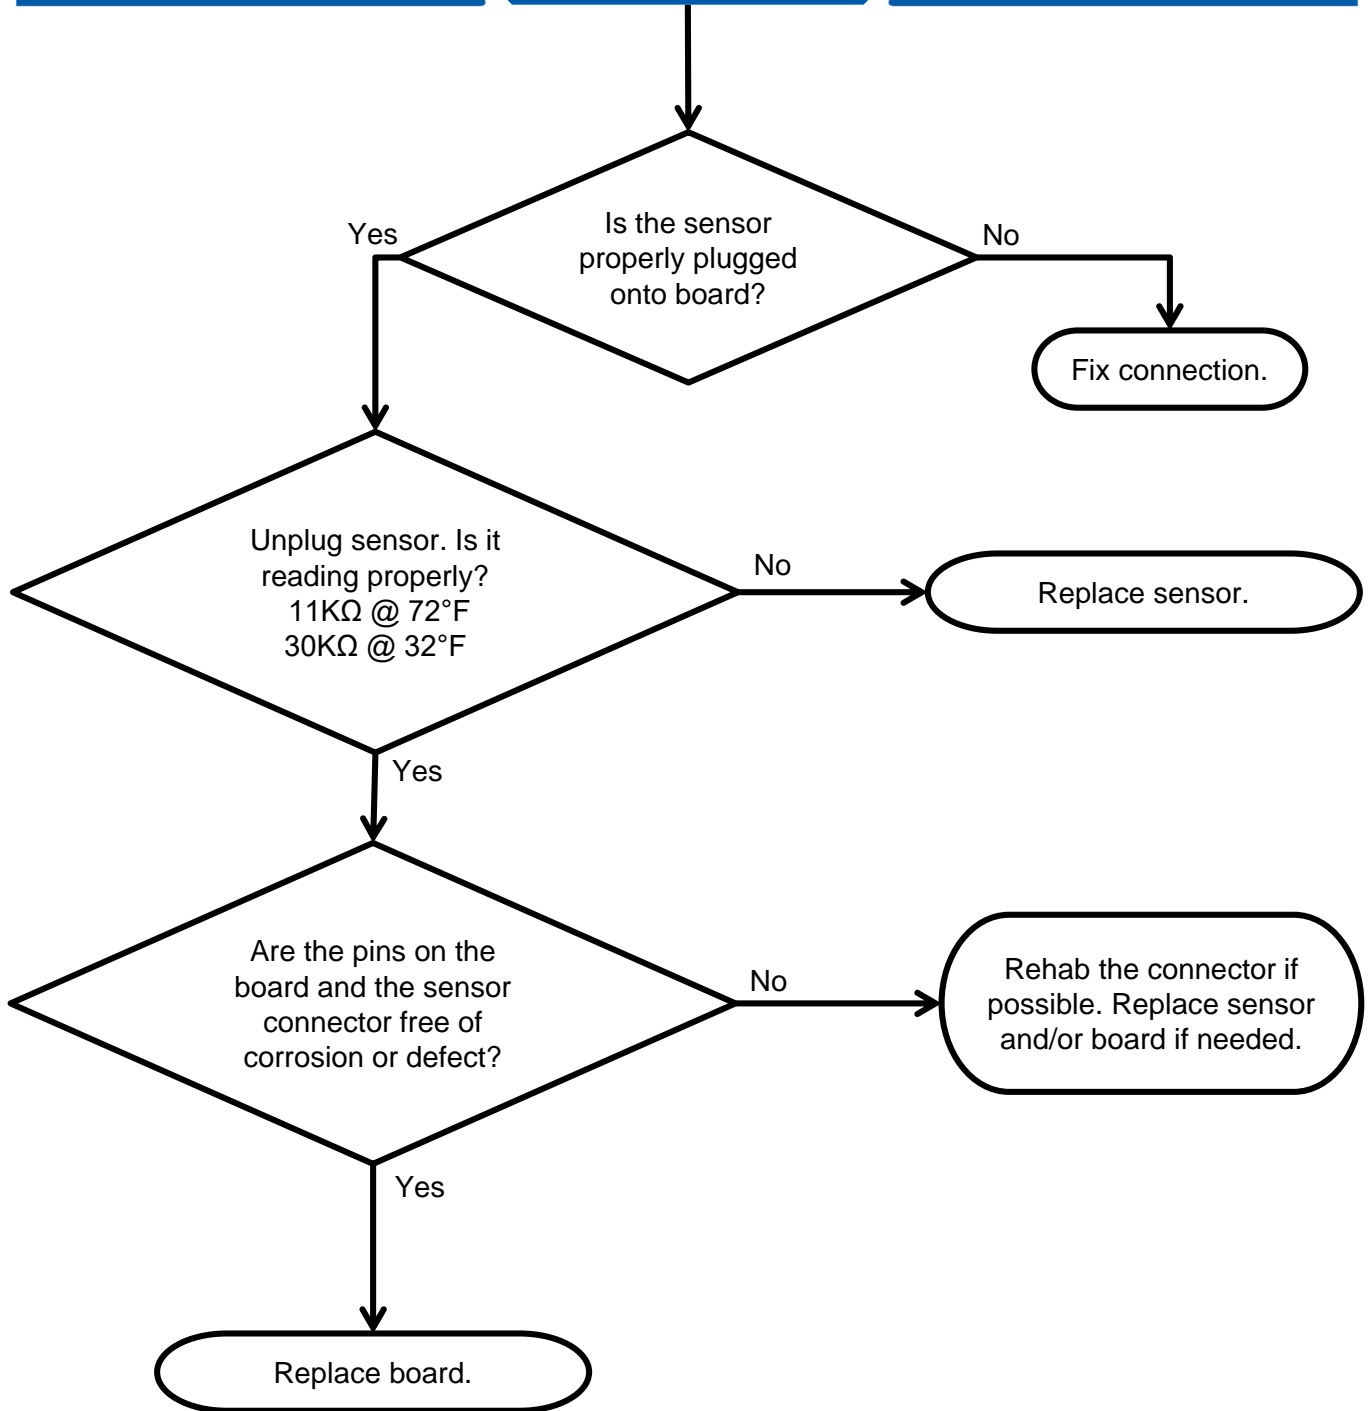 Is the sensor
properly plugged
onto board?
Yes
No
Fix connection.
Unplug sensor. Is it
reading properly?
11KΩ @ 72°F
30KΩ @ 32°F
No
Replace sensor.
Yes
Are the pins on the
board and the sensor
connector free of
corrosion or defect?
No
Rehab the connector if
possible. Replace sensor
and/or board if needed.
Yes
Replace board.